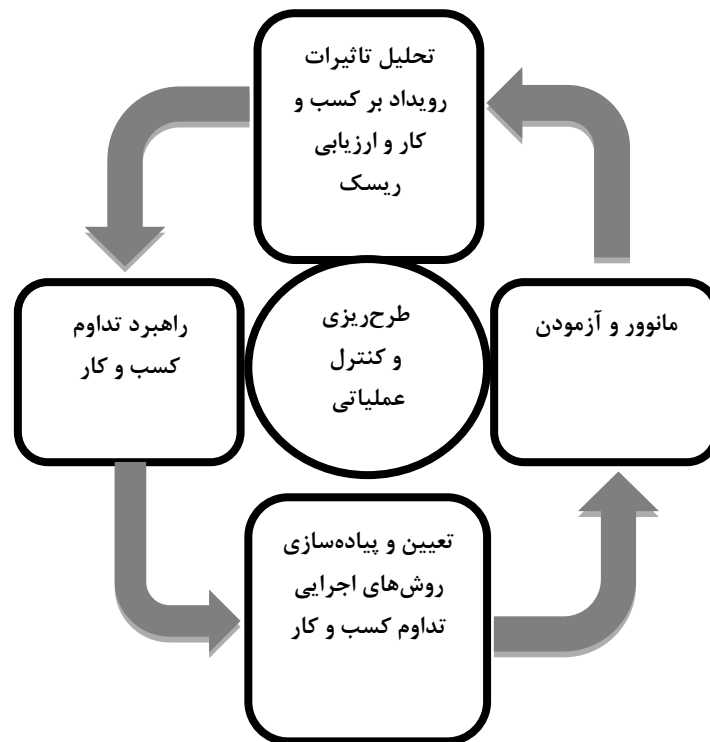 تحلیل تاثیرات
رویداد بر کسب و
کار و ارزیابی
ریسک
راهبرد تداوم
کسب و کار
طرح‌ریزی
و کنترل
عملیاتی
مانوور و آزمودن
تعیین و پیاده‌سازی
روش‌های اجرایی
تداوم کسب و کار